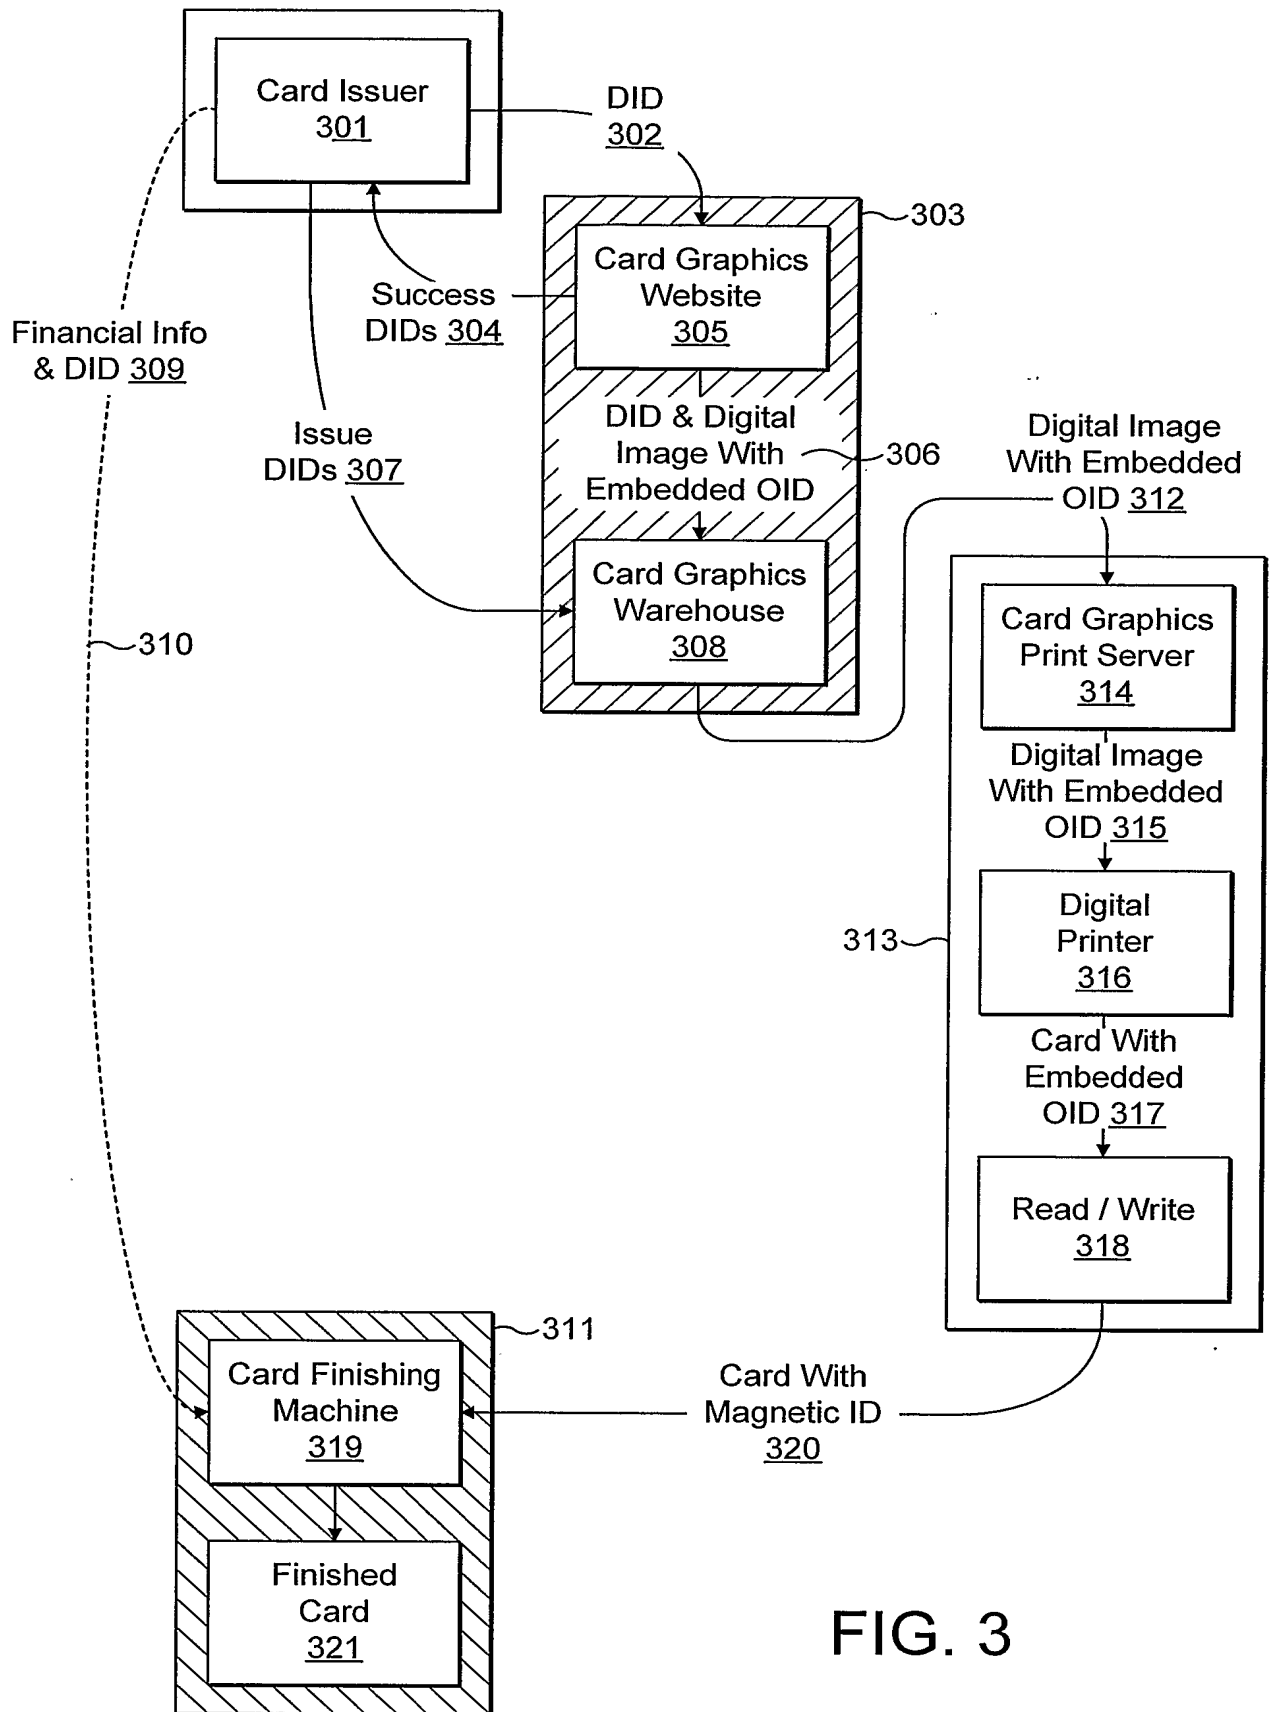 Card Issuer
301
DID
302
303
Card Graphics
Website
305
Success
DIDs 304
Financial Info
& DID 309
DID & Digital
Image With
Embedded OID
306
Issue
DIDs 307
Digital Image
With Embedded
OID 312
Card Graphics
Warehouse
308
310
Card Graphics
Print Server
314
Digital Image
With Embedded
OID 315
313
Digital
Printer
316
Card With
Embedded
OID 317
Read / Write
318
311
Card Finishing
Machine
319
Card With
Magnetic ID
320
Finished
Card
321
FIG. 3